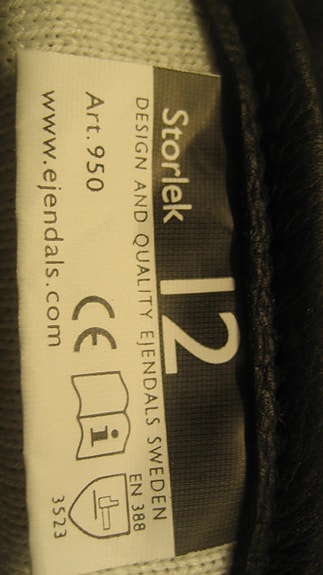 Storlek 12
DESIGN AND QUALITY EJENDALS SWEDEN
Art.950
www.ejendals.com
CE
i
EN 388
3523